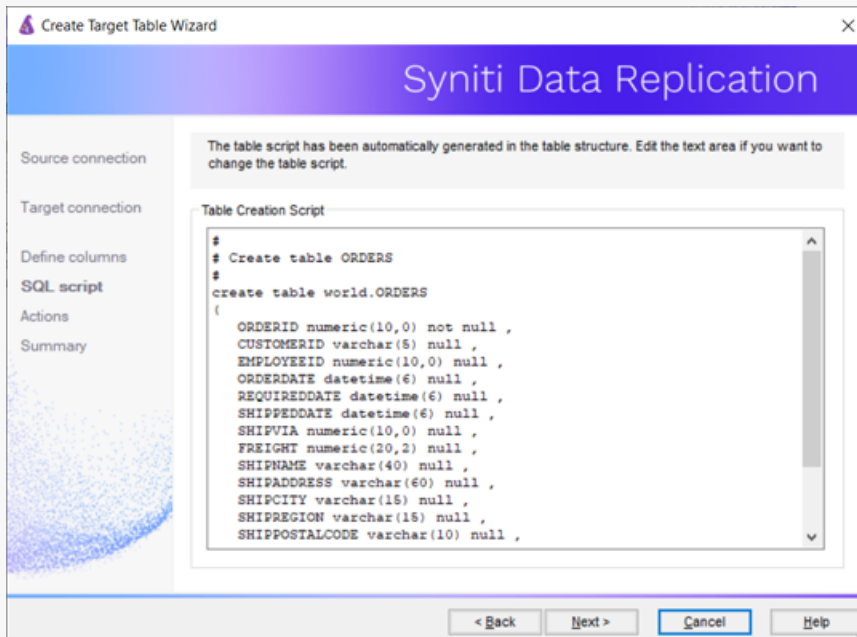 Create Target Table Wizard
Syniti Data Replication
Source connection
Target connection
Define columns
SQL script
Actions
Summary
The table script has been automatically generated in the table structure. Edit the text area if you want to
change the table script.
Table Creation Script
#
# Create table ORDERS
#
create table world.ORDERS
(
ORDERID numeric(10,0) not null ,
CUSTOMERID varchar(5) null ,
EMPLOYEEID numeric(10,0) null ,
ORDERDATE datetime(6) null ,
REQUIREDDATE datetime(6) null ,
SHIPPEDDATE datetime(6) null ,
SHIPVIA numeric(10,0) null ,
FREIGHT numeric(20,2) null ,
SHIPNAME varchar(40) null ,
SHIPADDRESS varchar(60) null ,
SHIPCITY varchar(15) null ,
SHIPREGION varchar(15) null ,
SHIPPOSTALCODE varchar(10) null ,
< Back
Next >
Cancel
Help